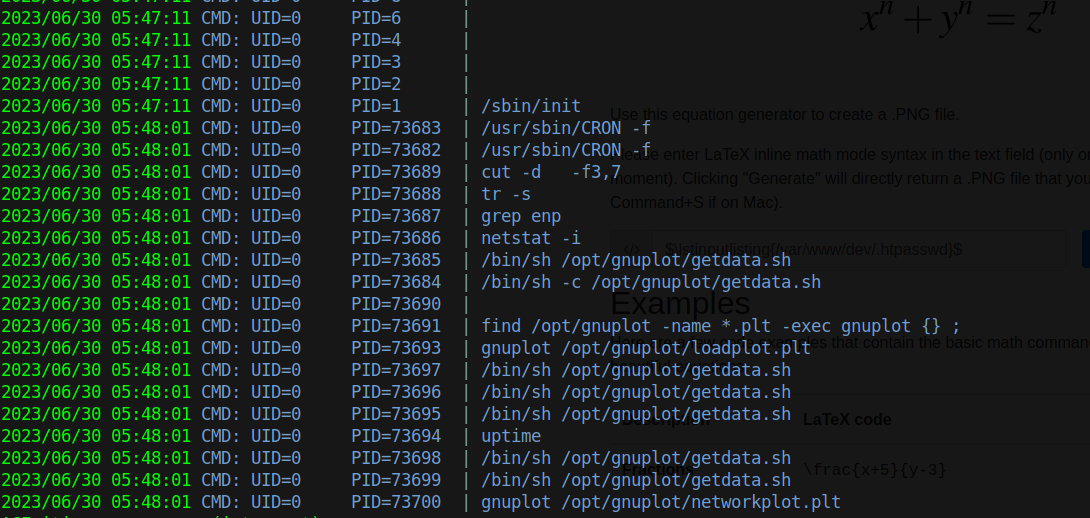 2023/06/30 05:47:11 CMD: UID=0 PID=6 |
2023/06/30 05:47:11 CMD: UID=0 PID=4 |
2023/06/30 05:47:11 CMD: UID=0 PID=3 |
2023/06/30 05:47:11 CMD: UID=0 PID=2 |
2023/06/30 05:47:11 CMD: UID=0 PID=1 | /sbin/init
2023/06/30 05:48:01 CMD: UID=0 PID=73683 | /usr/sbin/CRON -f
2023/06/30 05:48:01 CMD: UID=0 PID=73682 | /usr/sbin/CRON -f
2023/06/30 05:48:01 CMD: UID=0 PID=73689 | cut -d   -f3,7
2023/06/30 05:48:01 CMD: UID=0 PID=73688 | tr -s
2023/06/30 05:48:01 CMD: UID=0 PID=73687 | grep enp
2023/06/30 05:48:01 CMD: UID=0 PID=73686 | netstat -i
2023/06/30 05:48:01 CMD: UID=0 PID=73685 | /bin/sh /opt/gnuplot/getdata.sh
2023/06/30 05:48:01 CMD: UID=0 PID=73684 | /bin/sh -c /opt/gnuplot/getdata.sh
2023/06/30 05:48:01 CMD: UID=0 PID=73690 |
2023/06/30 05:48:01 CMD: UID=0 PID=73691 | find /opt/gnuplot -name *.plt -exec gnuplot {} ;
2023/06/30 05:48:01 CMD: UID=0 PID=73693 | gnuplot /opt/gnuplot/loadplot.plt
2023/06/30 05:48:01 CMD: UID=0 PID=73697 | /bin/sh /opt/gnuplot/getdata.sh
2023/06/30 05:48:01 CMD: UID=0 PID=73696 | /bin/sh /opt/gnuplot/getdata.sh
2023/06/30 05:48:01 CMD: UID=0 PID=73695 | /bin/sh /opt/gnuplot/getdata.sh
2023/06/30 05:48:01 CMD: UID=0 PID=73694 | uptime
2023/06/30 05:48:01 CMD: UID=0 PID=73698 | /bin/sh /opt/gnuplot/getdata.sh
2023/06/30 05:48:01 CMD: UID=0 PID=73699 | /bin/sh /opt/gnuplot/getdata.sh
2023/06/30 05:48:01 CMD: UID=0 PID=73700 | gnuplot /opt/gnuplot/networkplot.plt
xⁿ + yⁿ = zⁿ
Use this equation generator to create a .PNG file.
Please enter LaTeX inline math mode syntax in the text field (only
moment). Clicking "Generate" will directly return a .PNG file that you
Command+S if on Mac).
</> $\lstinputlisting{/var/www/dev/.htpasswd}$
Examples
examples that contain the basic math
Description LaTeX code
Fractions \frac{x+5}{y-3}